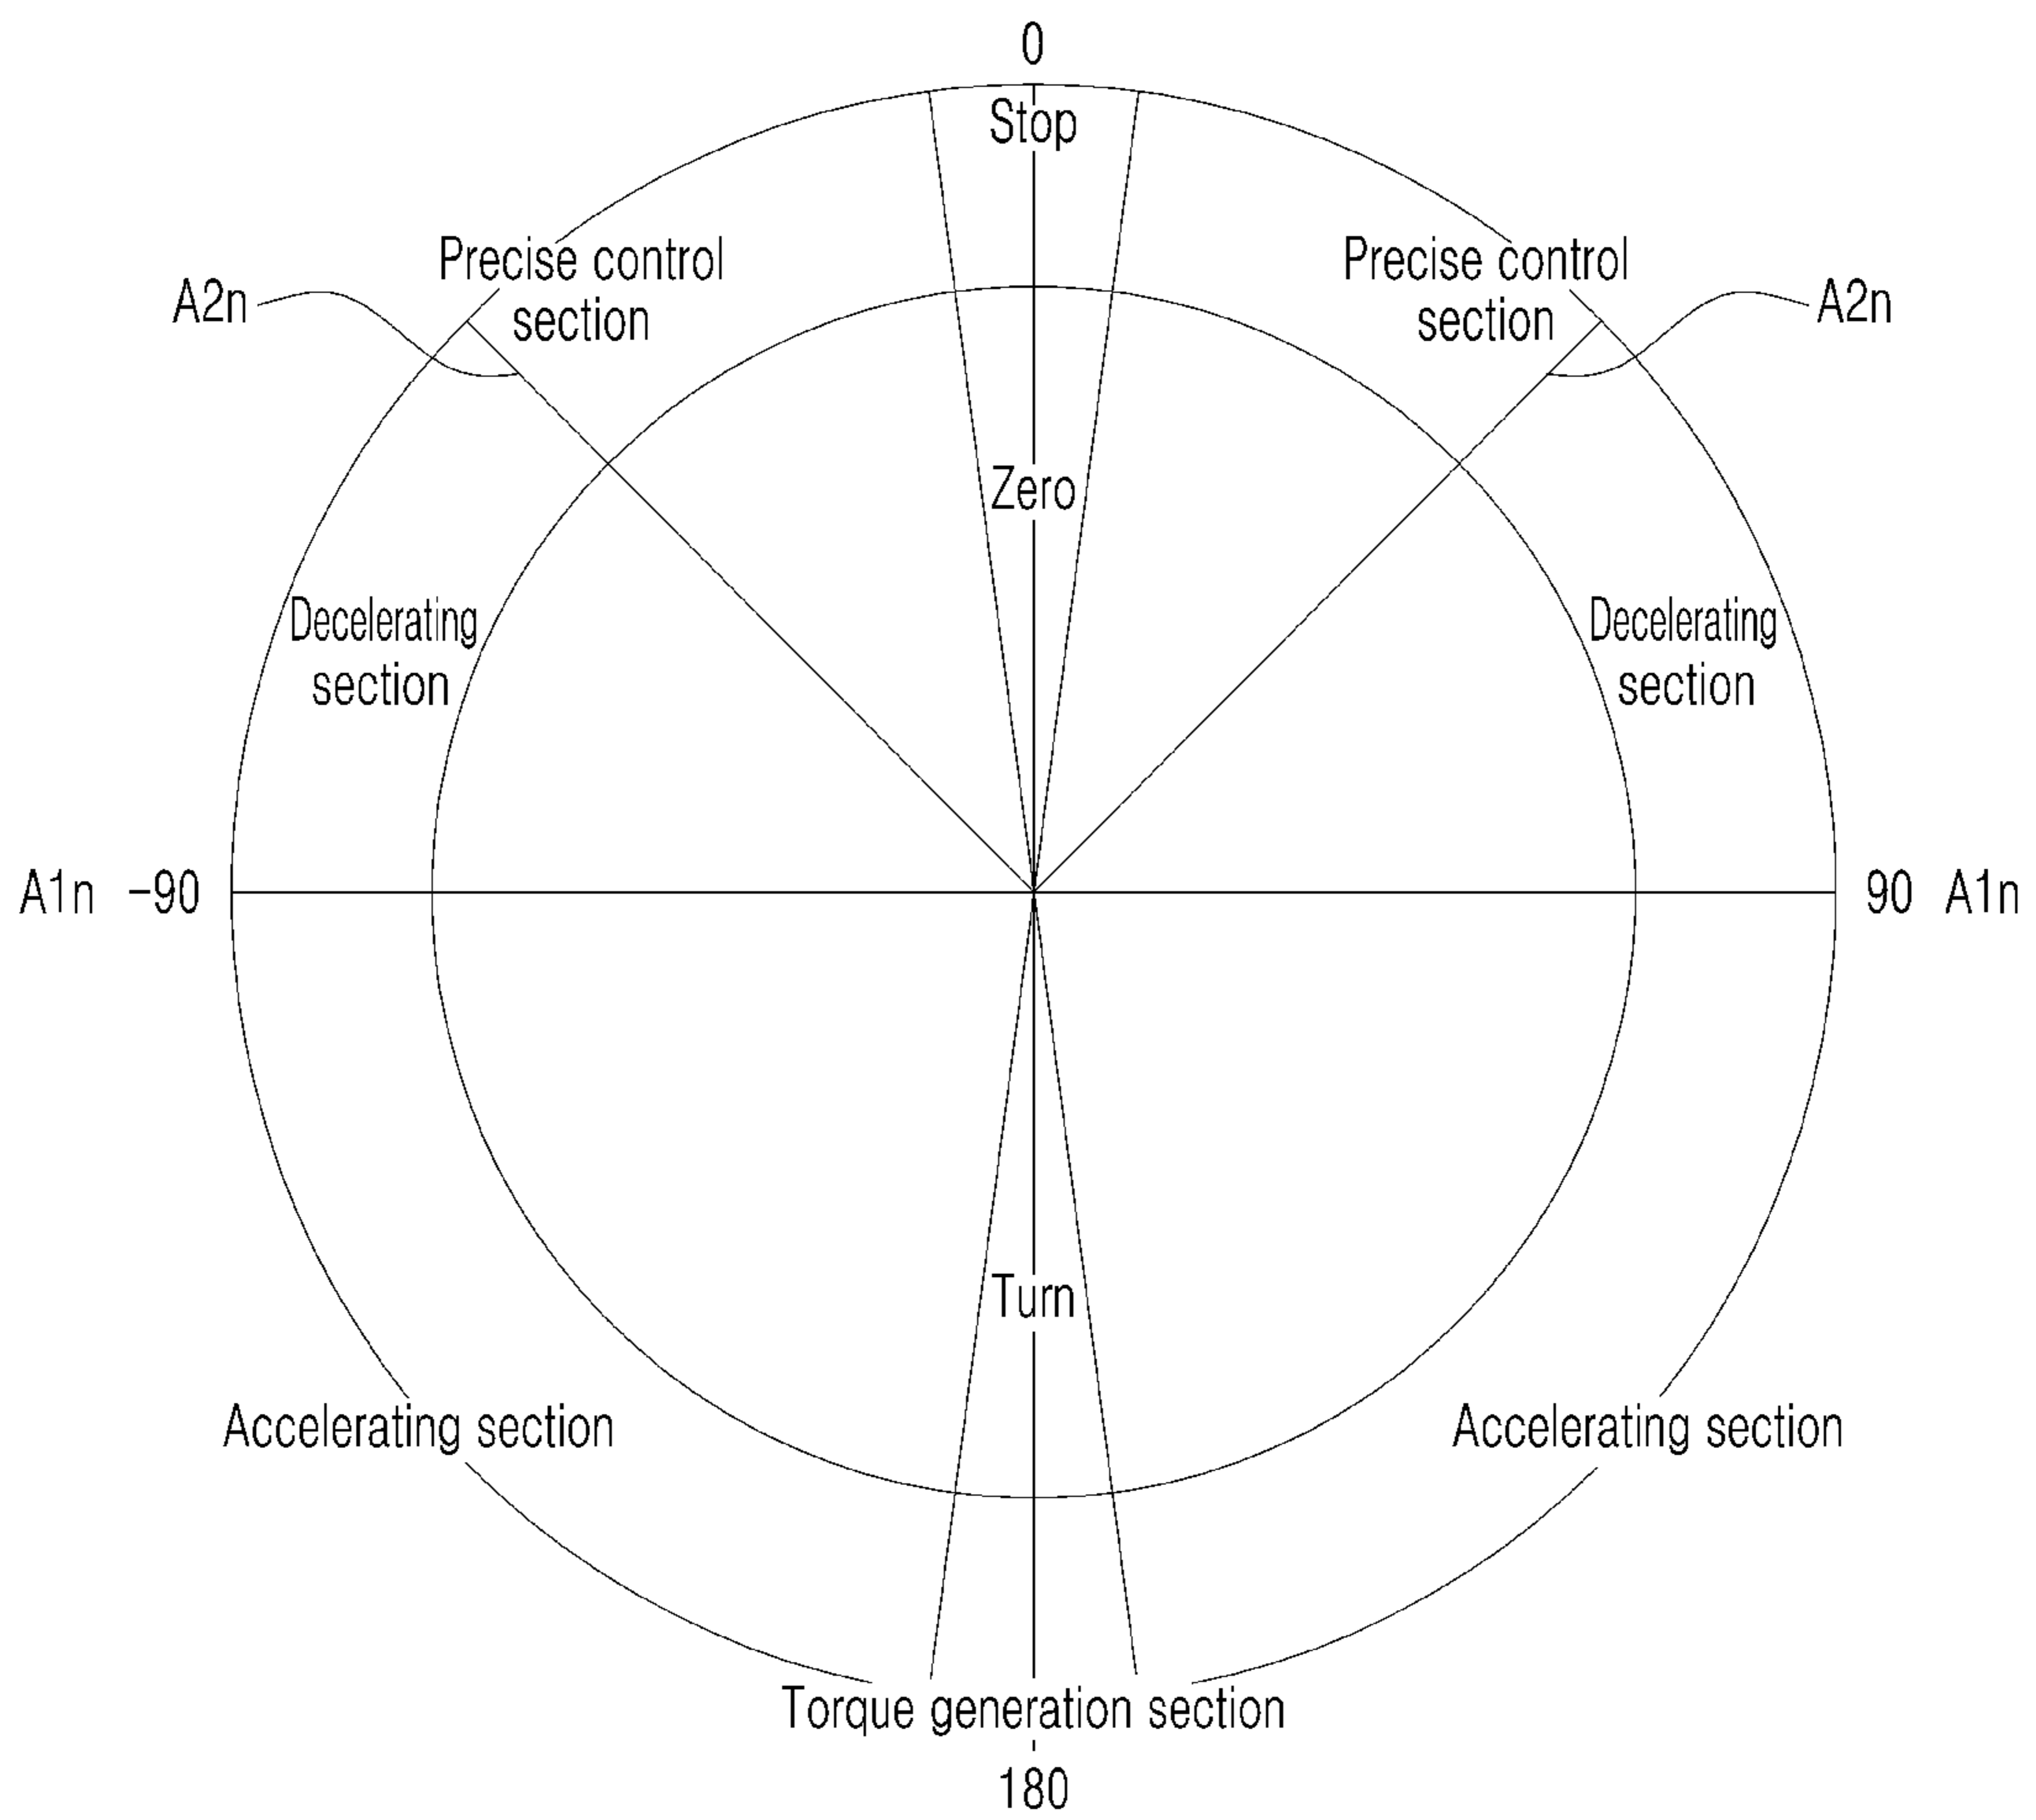 0
Stop
Precise control
section
Precise control
section
A2n
A2n
Zero
Decelerating
section
Decelerating
section
A1n -90
90 A1n
Turn
Accelerating section
Accelerating section
Torque generation section
180